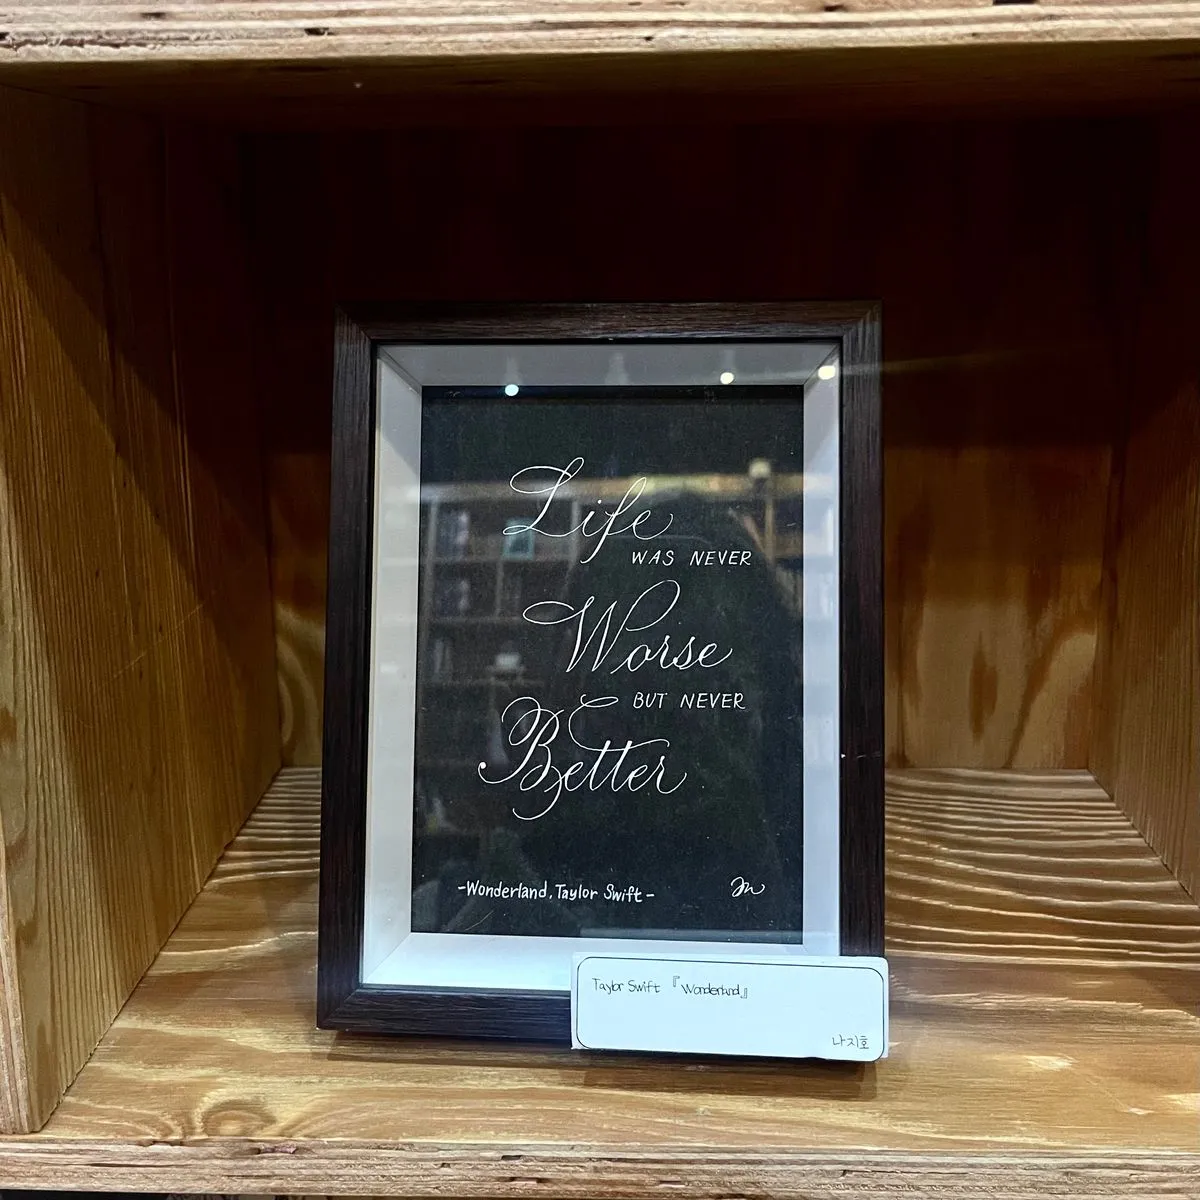 Life
WAS NEVER
Worse
BUT NEVER
Better
-Wonderland, Taylor Swift-
Taylor Swift 『Wonderland』
나지호